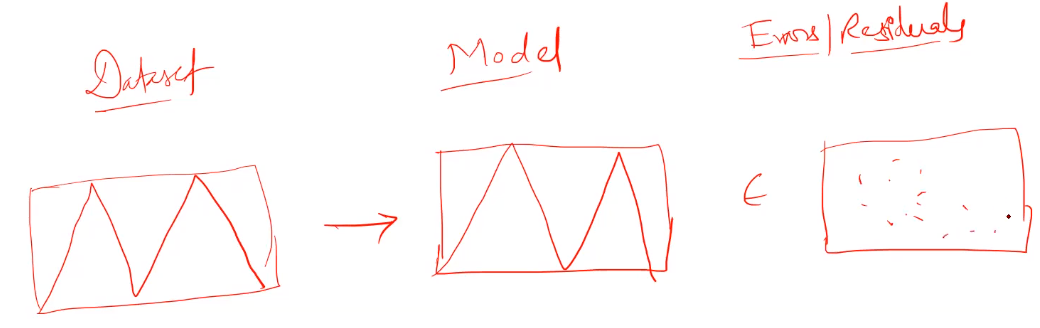 Dataset
Model
Errors|Residuals
ϵ